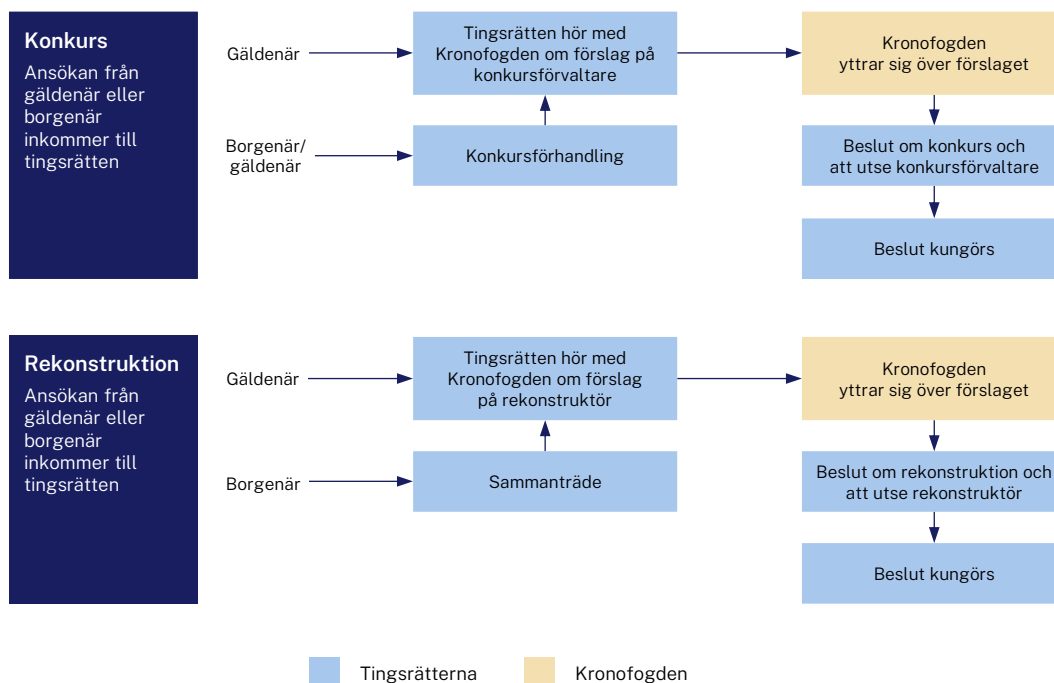 Konkurs
Ansökan från
gäldenär eller
borgenär
inkommer till
tingsrätten
Gäldenär
Tingsrätten hör med
Kronofogden om förslag på
konkursförvaltare
Kronofogden
yttrar sig över förslaget
Borgenär/
gäldenär
Konkursförhandling
Beslut om konkurs och
att utse konkursförvaltare
Beslut kungörs
Rekonstruktion
Ansökan från
gäldenär eller
borgenär
inkommer till
tingsrätten
Gäldenär
Tingsrätten hör med
Kronofogden om förslag
på rekonstruktör
Kronofogden
yttrar sig över förslaget
Borgenär
Sammanträde
Beslut om rekonstruktion och
att utse rekonstruktör
Beslut kungörs
Tingsrätterna
Kronofogden